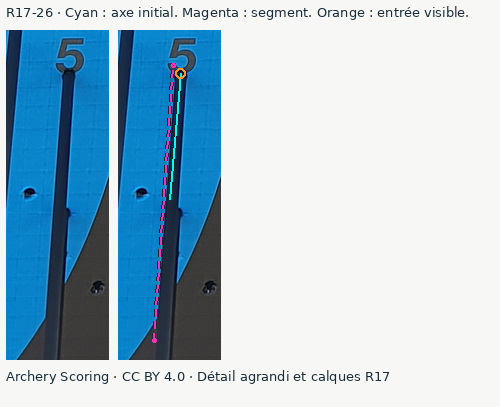 R17-26 · Cyan : axe initial. Magenta : segment. Orange : entrée visible.
5 5
Archery Scoring · CC BY 4.0 · Détail agrandi et calques R17